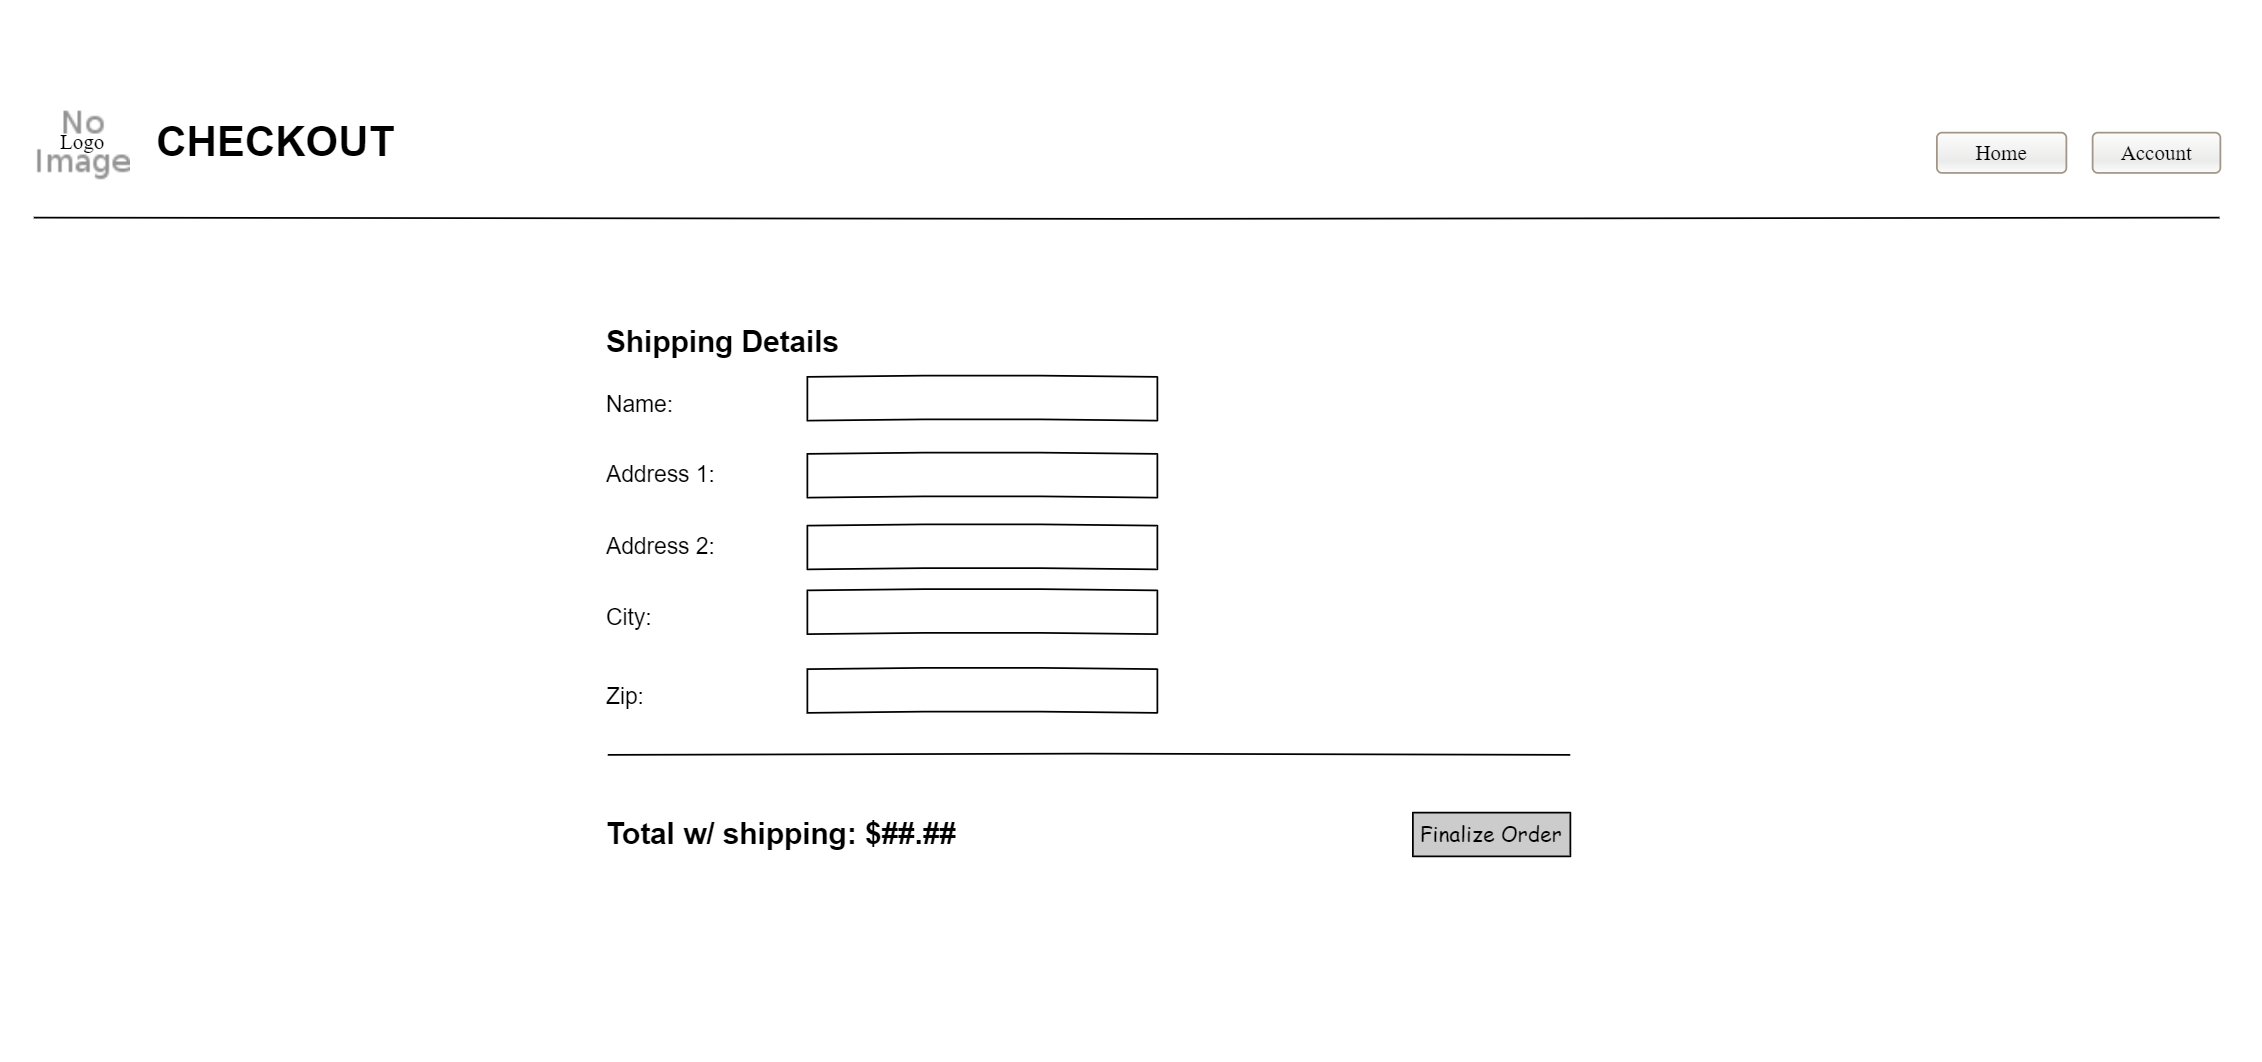 No
Logo
Image
CHECKOUT
Home
Account
Shipping Details
Name:
Address 1:
Address 2:
City:
Zip:
Total w/ shipping: $##.##
Finalize Order